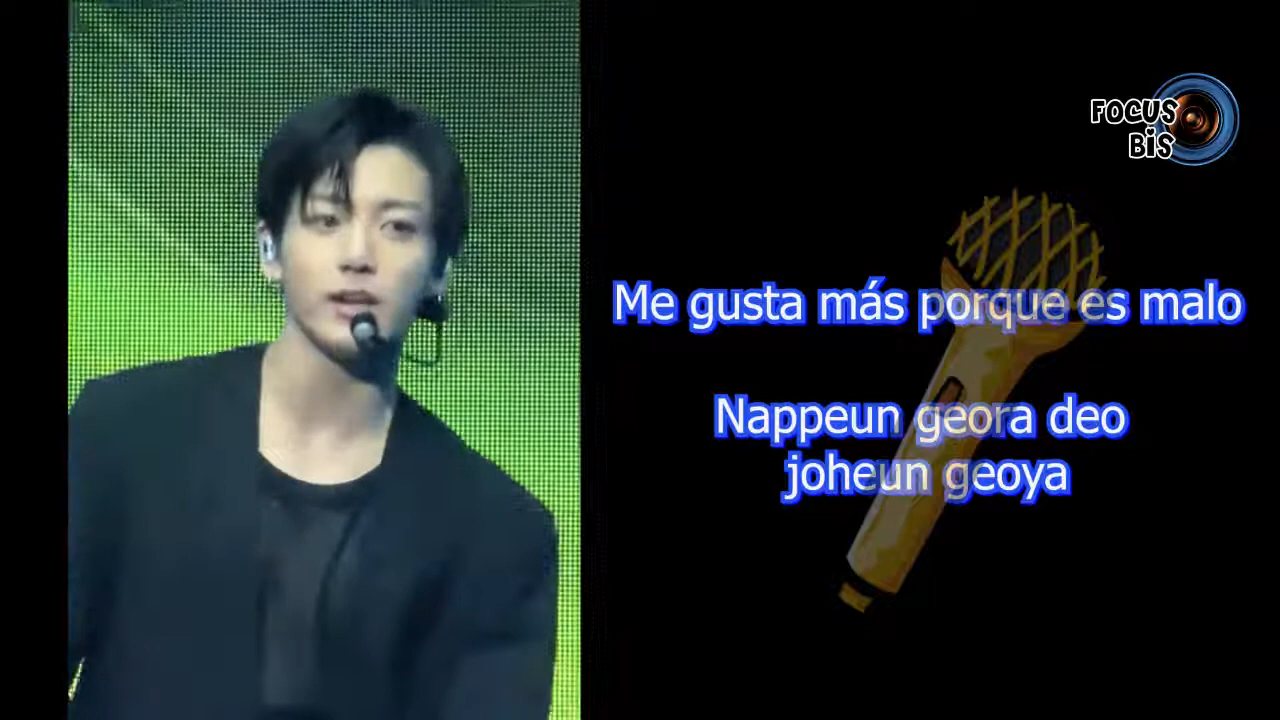 FOCUS
BiS
Me gusta más porque es malo
Nappeun geora deo
joheun geoya